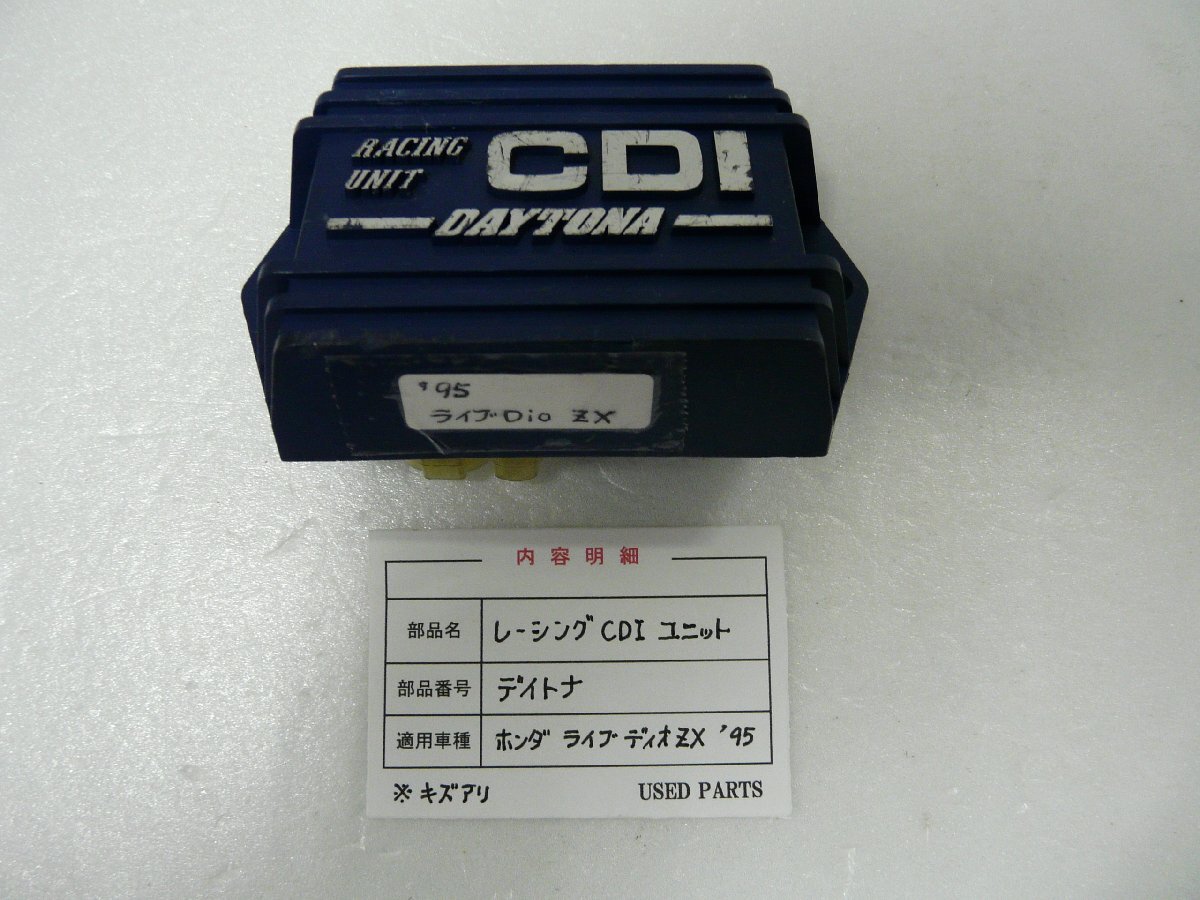 RACING
UNIT
CDI
DAYTONA
'95
ライブDio ZX
内容明細
部品名 レーシングCDI ユニット
部品番号 デイトナ
適用車種 ホンダ ライブ ディオZX '95
※キズアリ USED PARTS